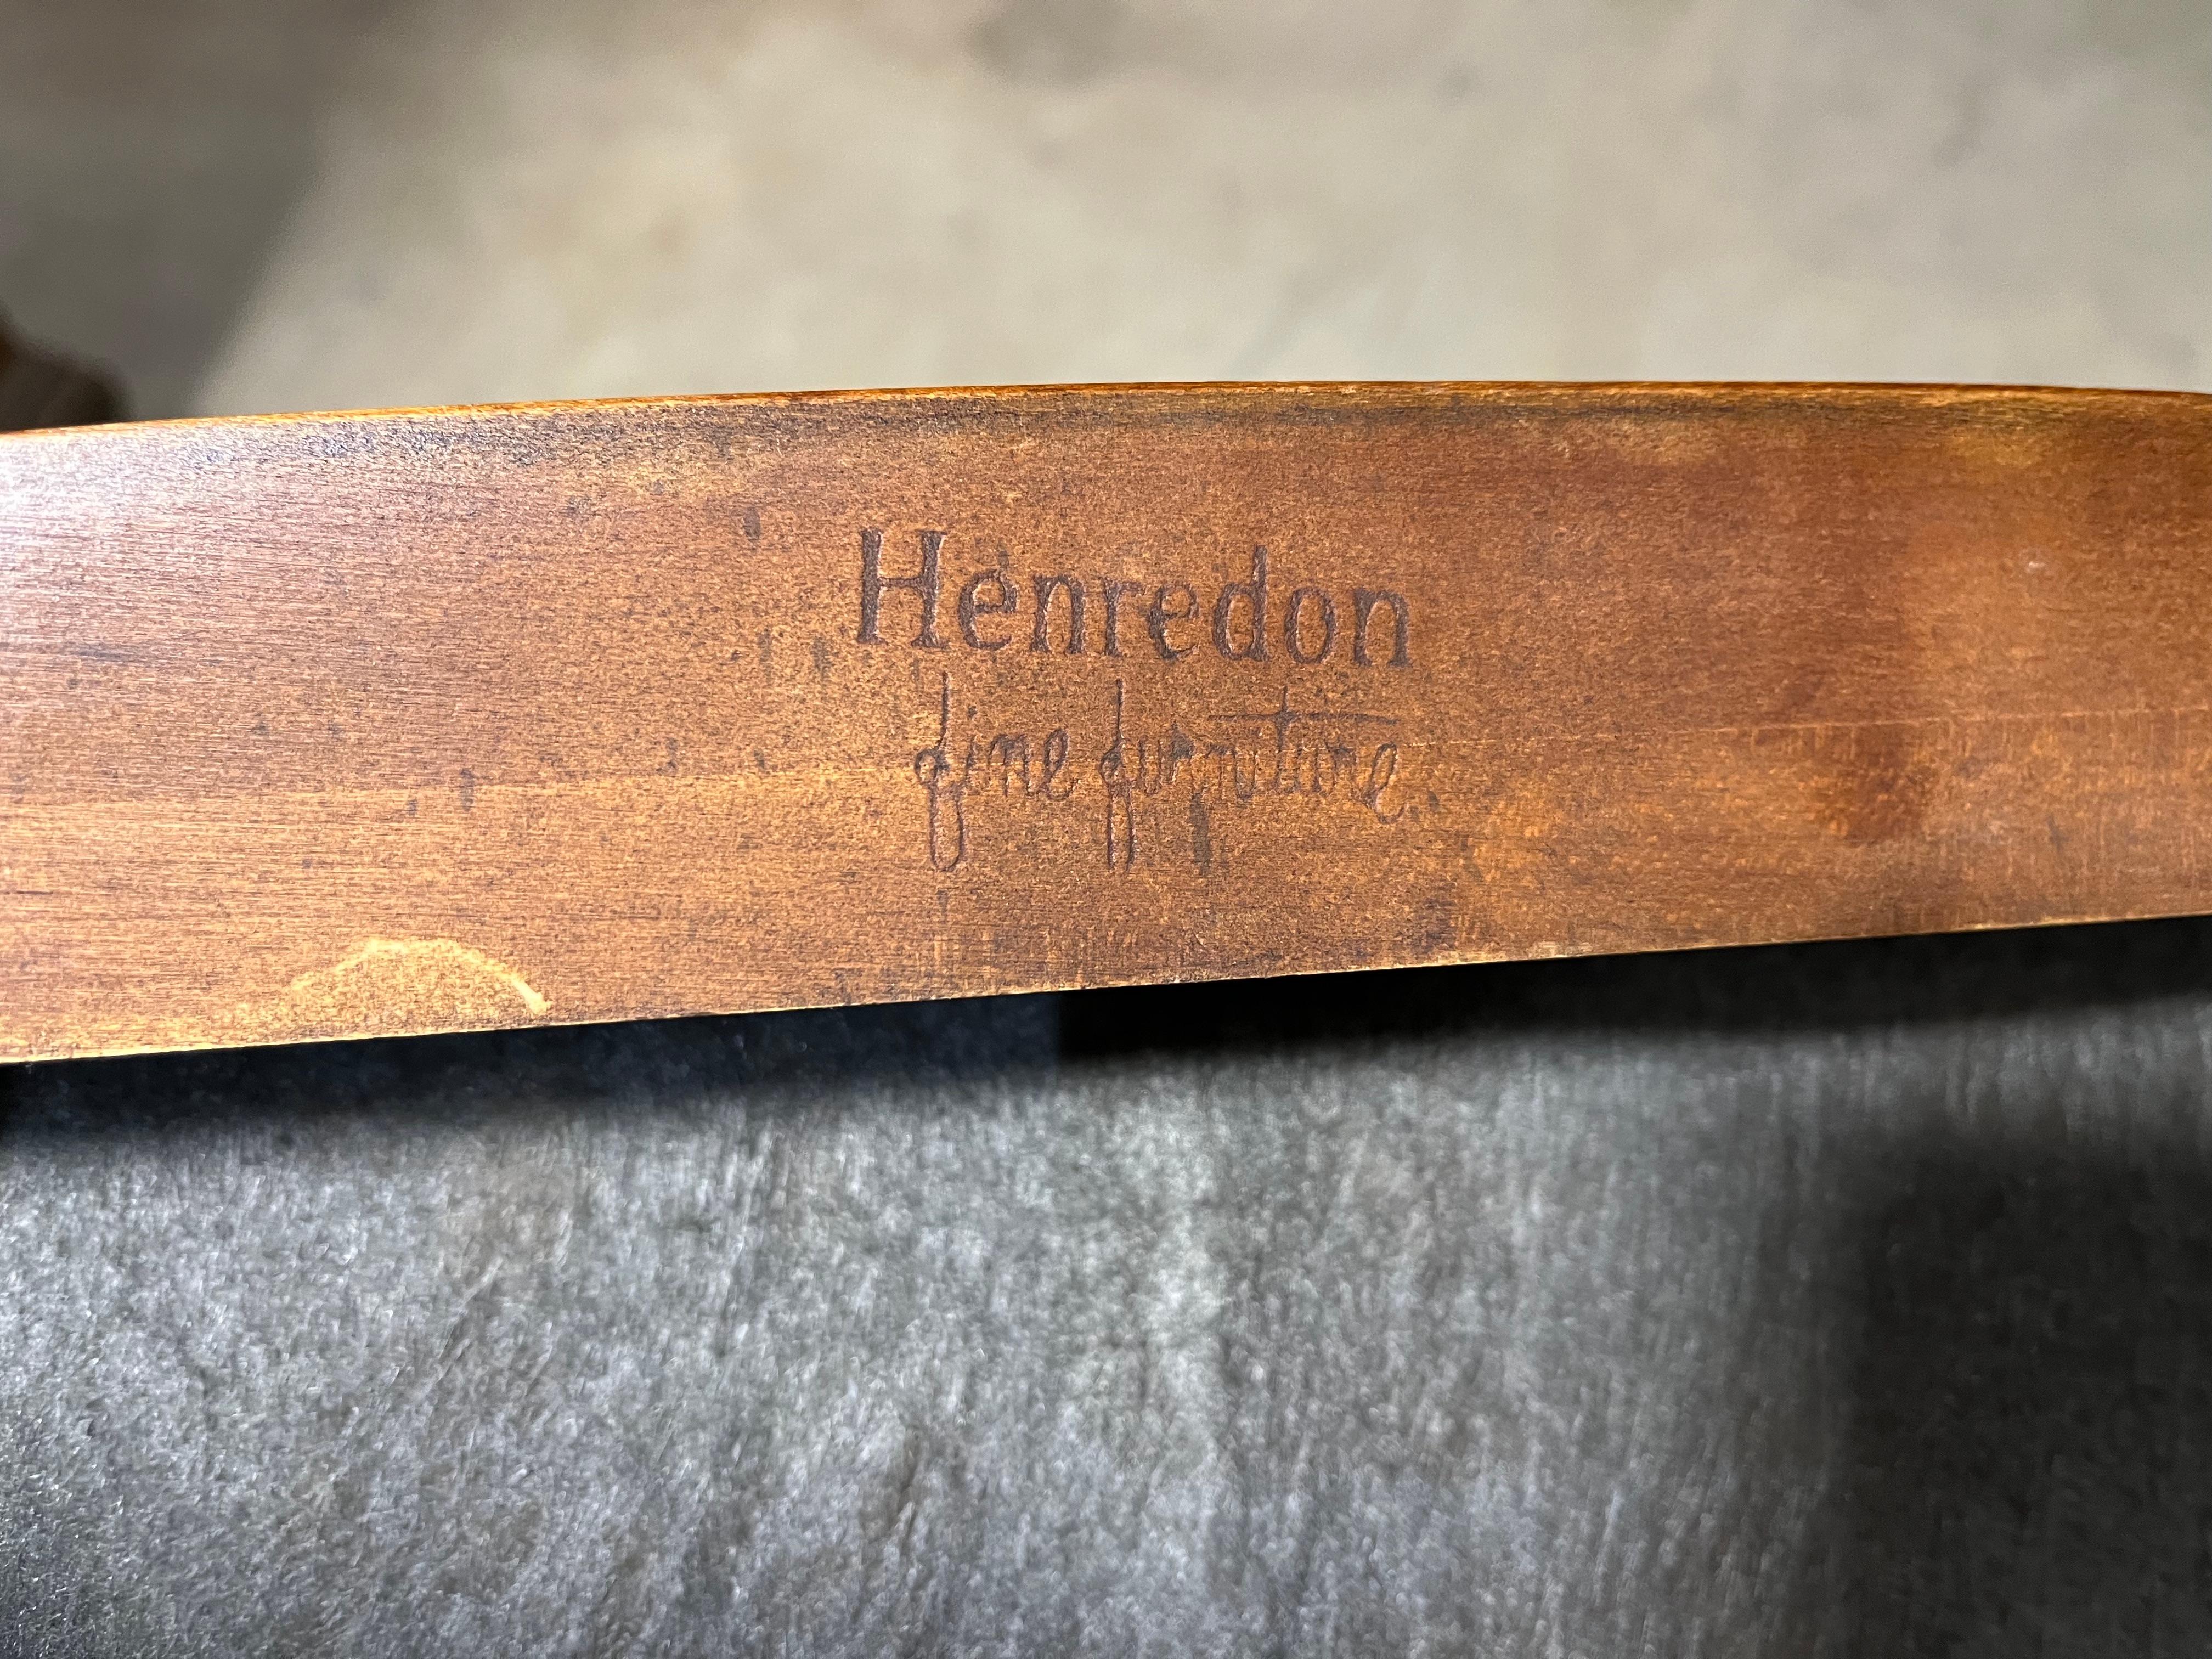 Henredon
fine furniture